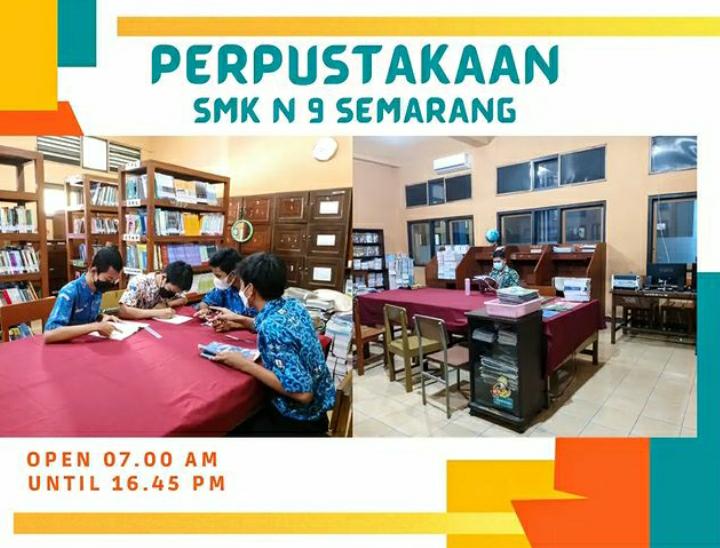 PERPUSTAKAAN
SMK N 9 SEMARANG
OPEN 07.00 AM
UNTIL 16.45 PM